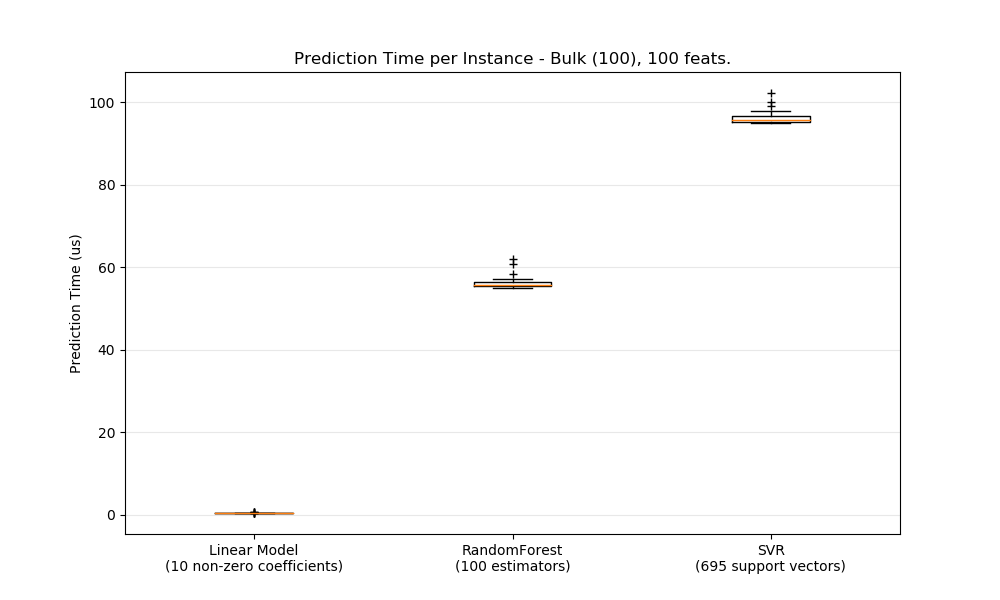 Prediction Time per Instance - Bulk (100), 100 feats.
100
80
60
40
20
0
Prediction Time (us)
Linear Model
(10 non-zero coefficients)
RandomForest
(100 estimators)
SVR
(695 support vectors)